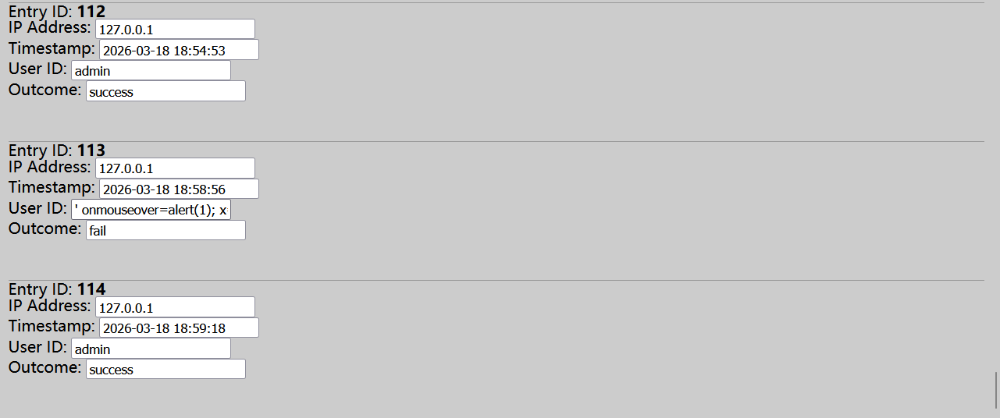 Entry ID: 112
IP Address: 127.0.0.1
Timestamp: 2026-03-18 18:54:53
User ID: admin
Outcome: success
Entry ID: 113
IP Address: 127.0.0.1
Timestamp: 2026-03-18 18:58:56
User ID: ' onmouseover=alert(1); x
Outcome: fail
Entry ID: 114
IP Address: 127.0.0.1
Timestamp: 2026-03-18 18:59:18
User ID: admin
Outcome: success